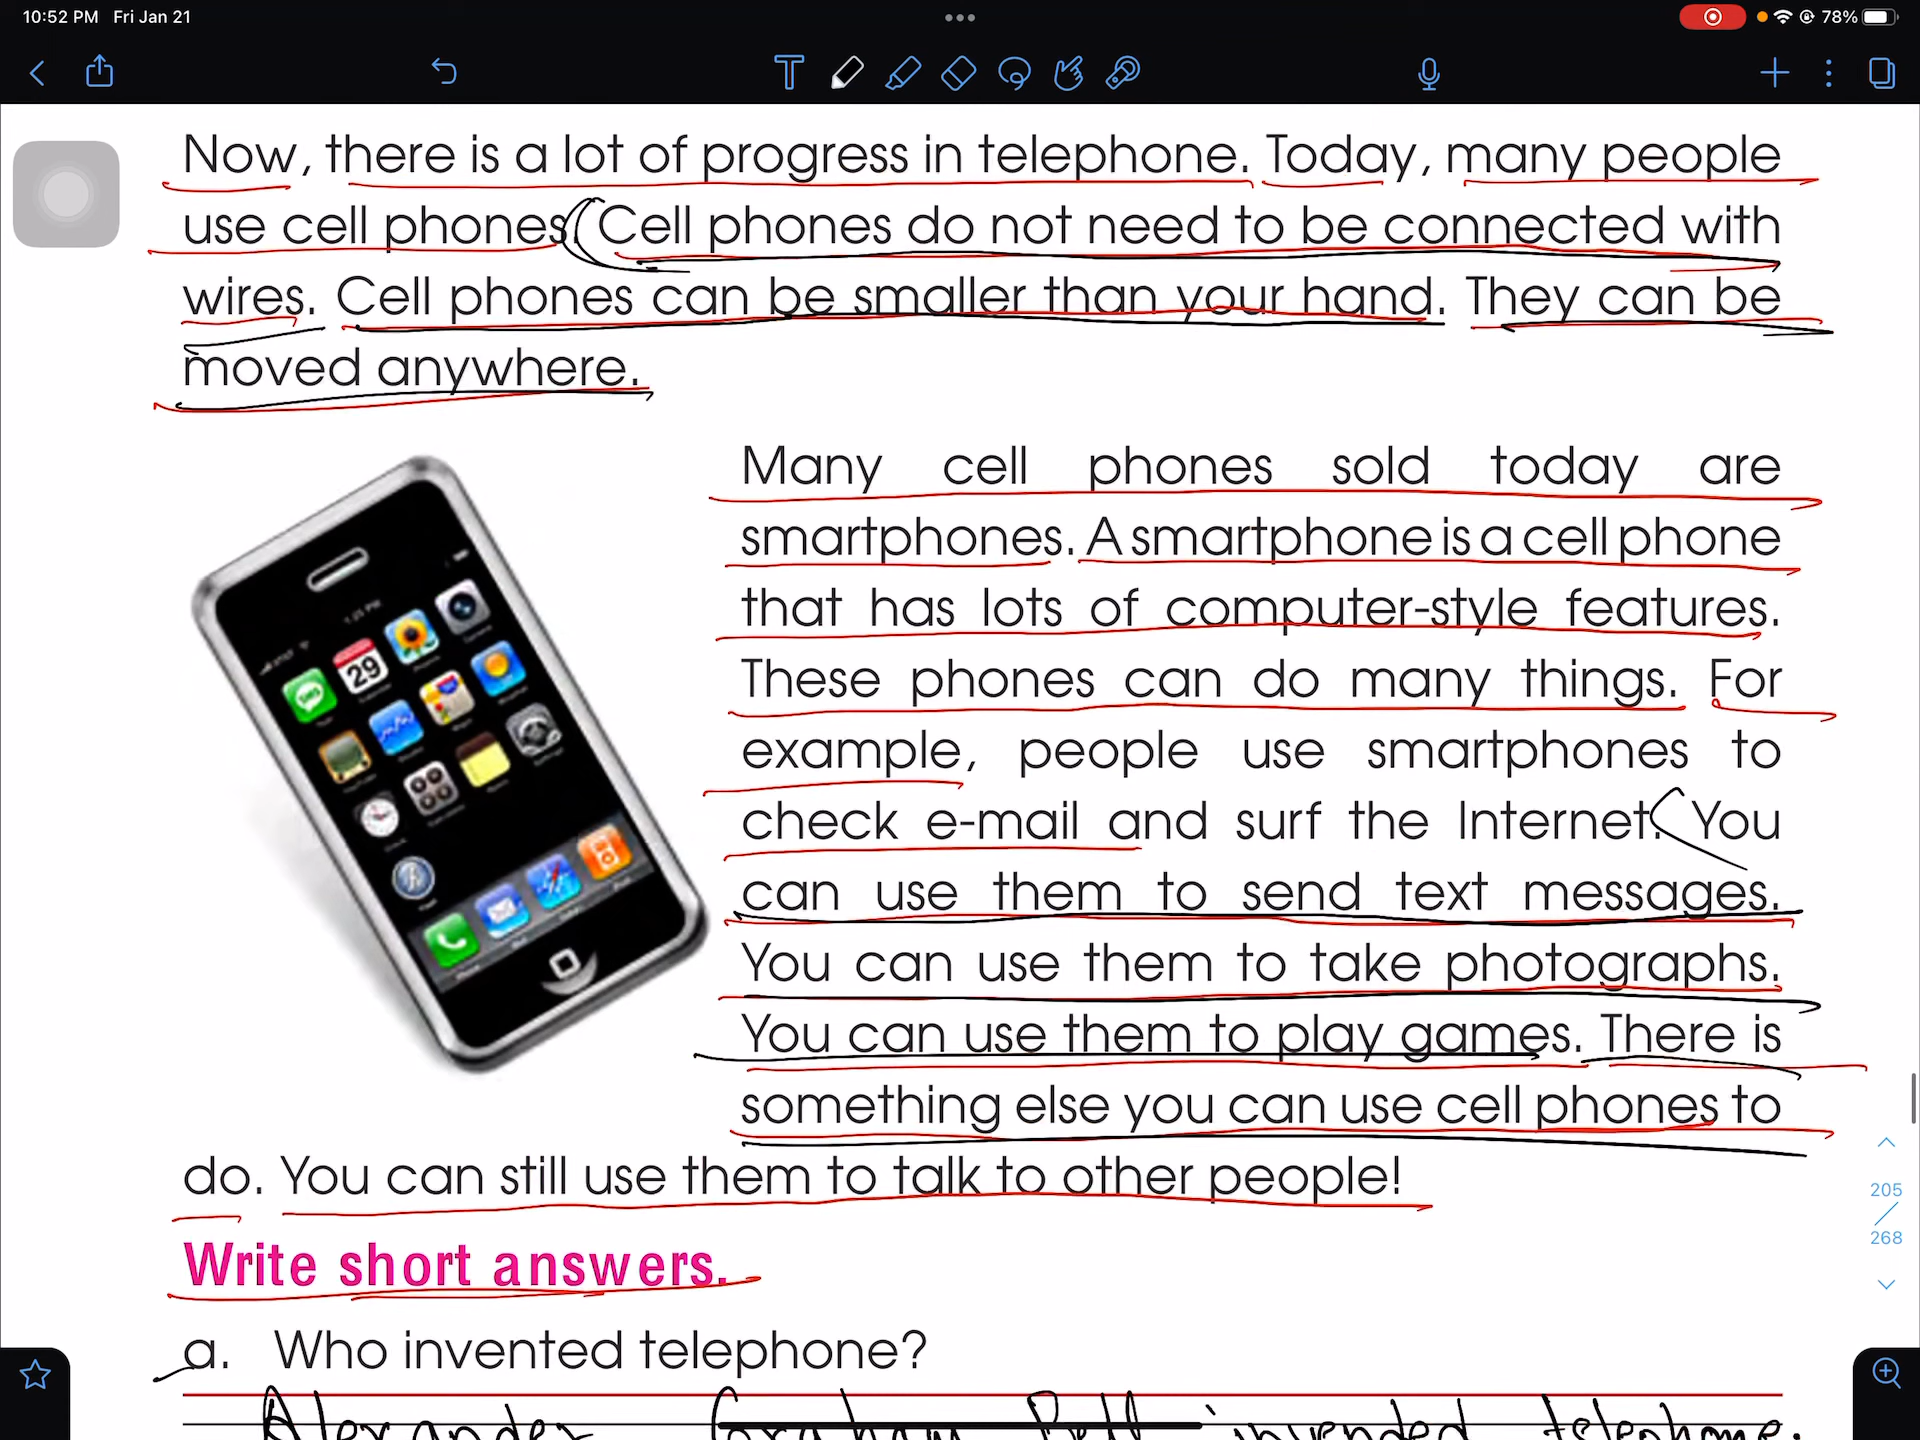 10:52 PM Fri Jan 21
78%
Now, there is a lot of progress in telephone. Today, many people
use cell phones. Cell phones do not need to be connected with
wires. Cell phones can be smaller than your hand. They can be
moved anywhere.
Many cell phones sold today are
smartphones. A smartphone is a cell phone
that has lots of computer-style features.
These phones can do many things. For
example, people use smartphones to
check e-mail and surf the Internet. You
can use them to send text messages.
You can use them to take photographs.
You can use them to play games. There is
something else you can use cell phones to
do. You can still use them to talk to other people!
29
205
/
268
Write short answers.
a. Who invented telephone?
Alexander Graham Bell invented telephone.